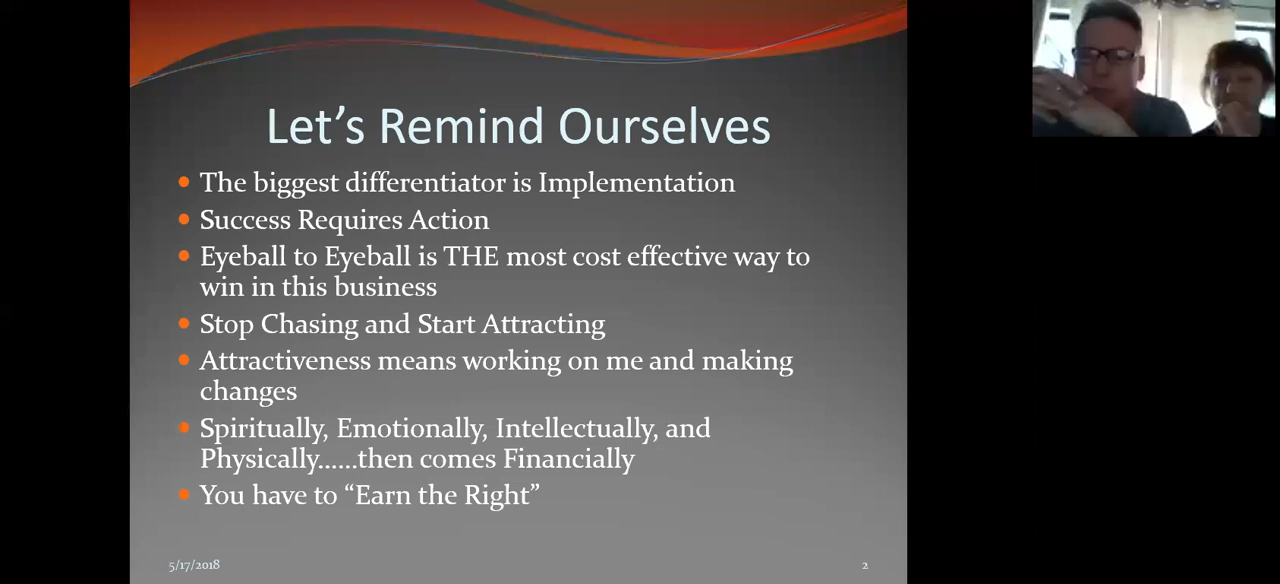 Let’s Remind Ourselves
The biggest differentiator is Implementation
Success Requires Action
Eyeball to Eyeball is THE most cost effective way to
win in this business
Stop Chasing and Start Attracting
Attractiveness means working on me and making
changes
Spiritually, Emotionally, Intellectually, and
Physically......then comes Financially
You have to “Earn the Right”
5/17/2018
2